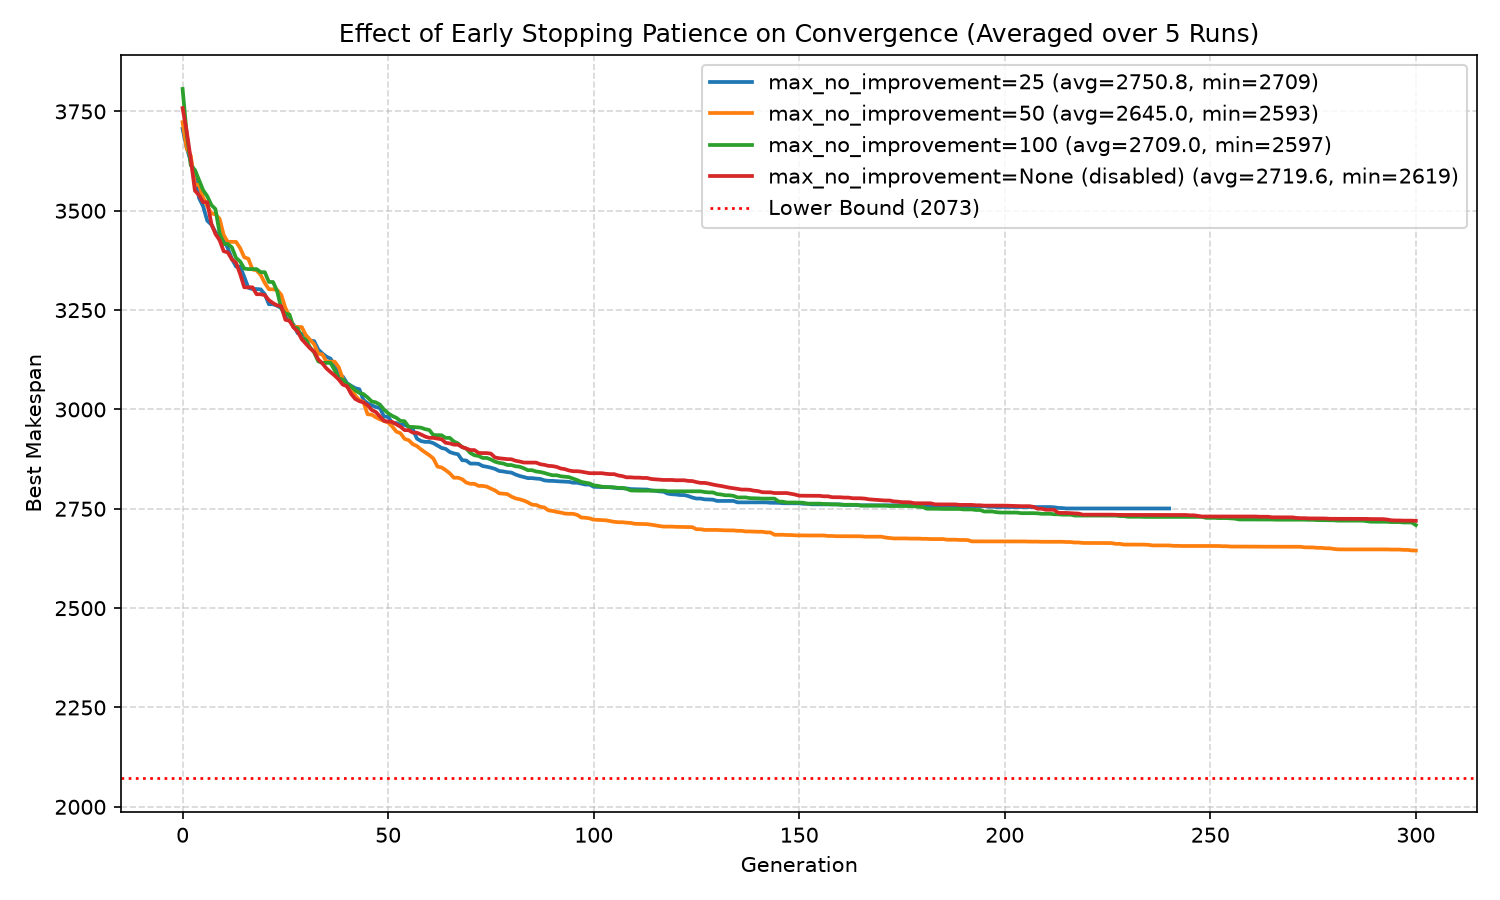 Effect of Early Stopping Patience on Convergence (Averaged over 5 Runs)
max_no_improvement=25 (avg=2750.8, min=2709)
max_no_improvement=50 (avg=2645.0, min=2593)
max_no_improvement=100 (avg=2709.0, min=2597)
max_no_improvement=None (disabled) (avg=2719.6, min=2619)
Lower Bound (2073)
Best Makespan
3750
3500
3250
3000
2750
2500
2250
2000
0 50 100 150 200 250 300
Generation